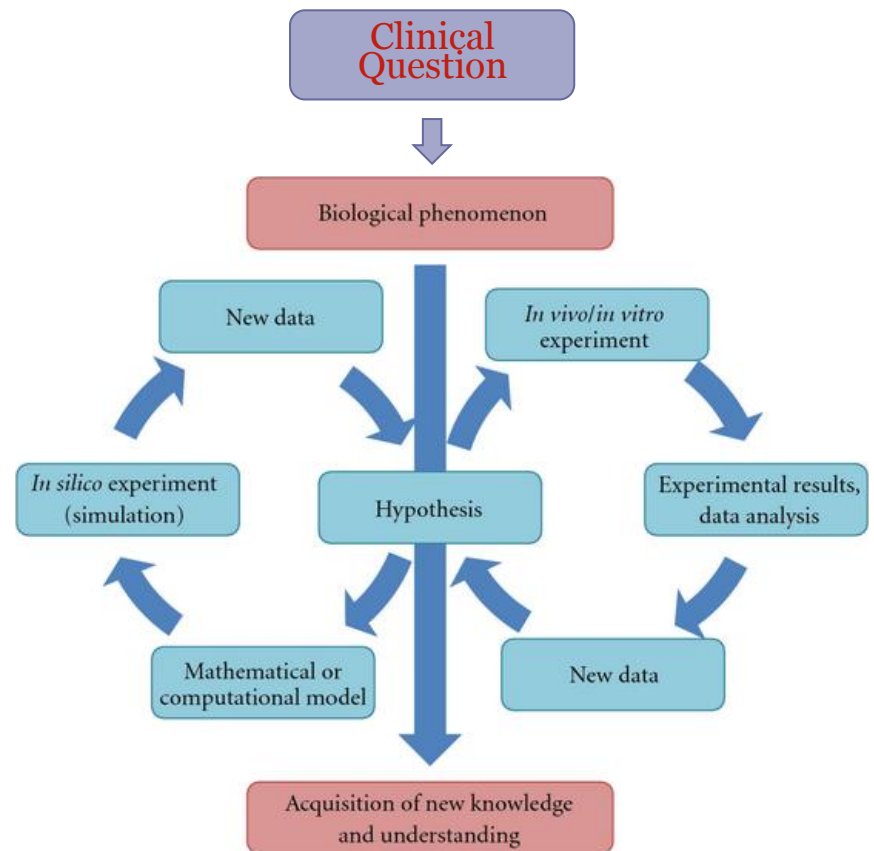 Clinical
Question
Biological phenomenon
New data
In vivo/in vitro
experiment
In silico experiment
(simulation)
Hypothesis
Experimental results,
data analysis
Mathematical or
computational model
New data
Acquisition of new knowledge
and understanding